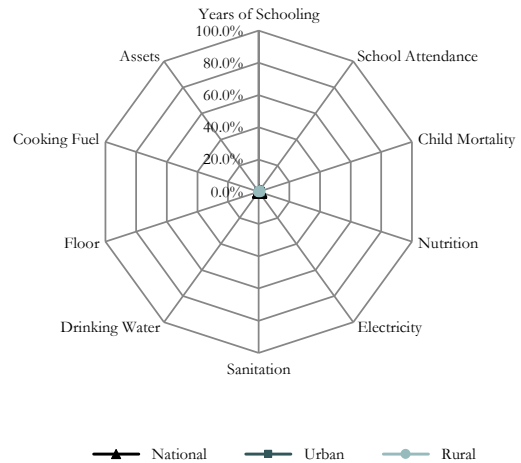 Years of Schooling
100.0%
Assets
School Attendance
80.0%
60.0%
Cooking Fuel
Child Mortality
40.0%
20.0%
0.0%
Floor
Nutrition
Drinking Water
Electricity
Sanitation
National Urban Rural